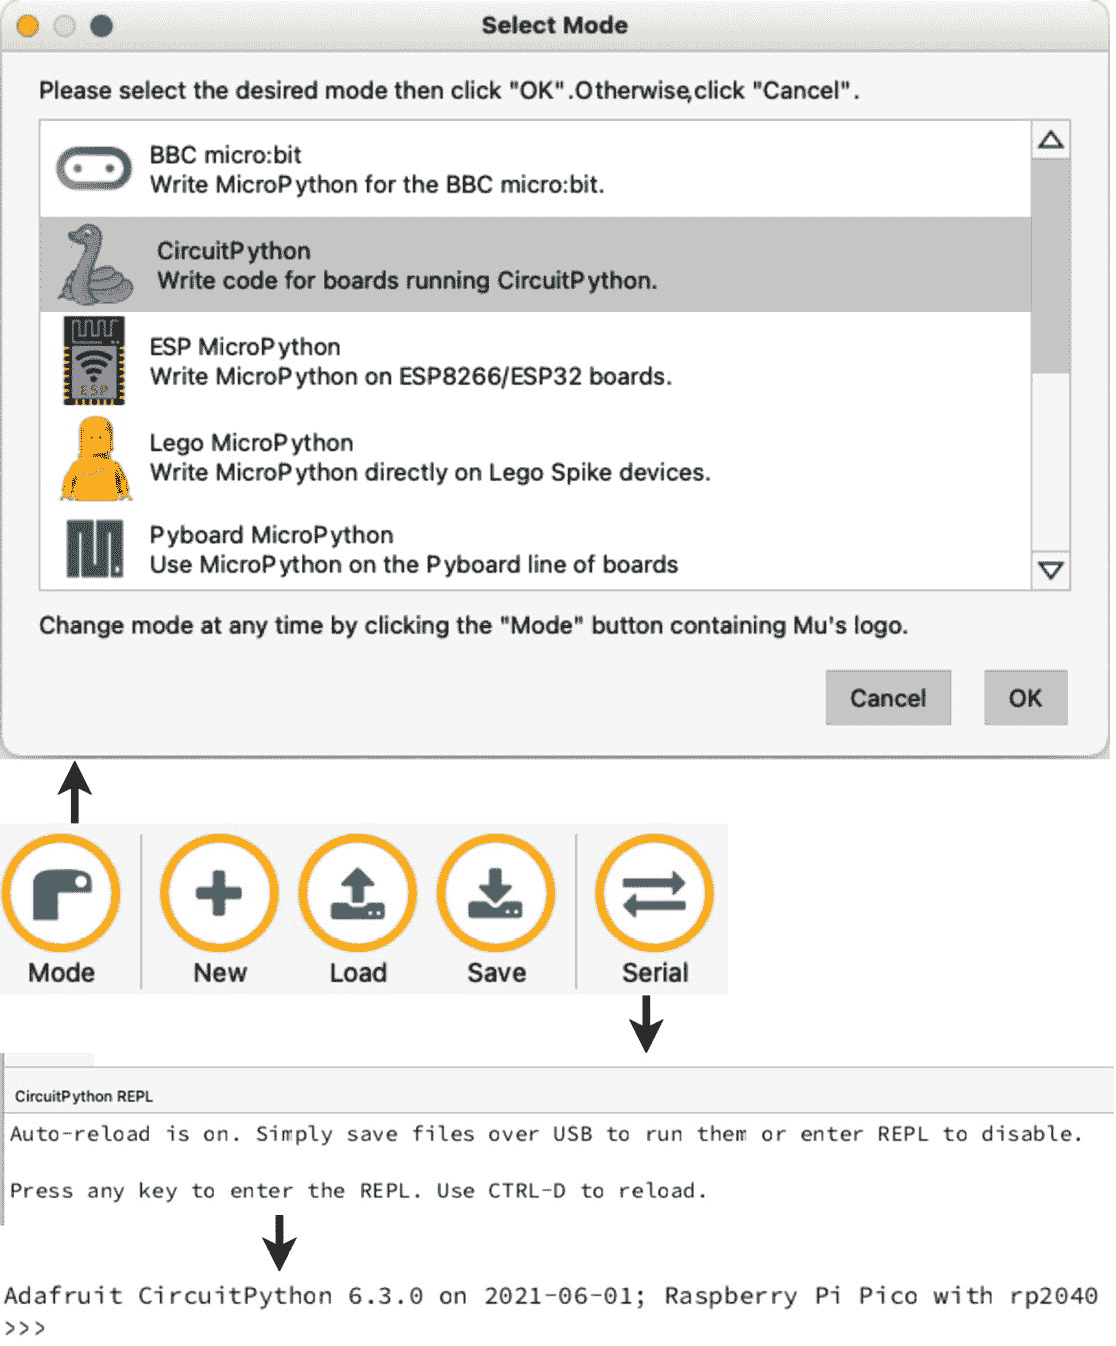 Select Mode
Please select the desired mode then click "OK".Otherwise,click "Cancel".
BBC micro:bit
Write MicroPython for the BBC micro:bit.
CircuitPython
Write code for boards running CircuitPython.
ESP
ESP MicroPython
Write MicroPython on ESP8266/ESP32 boards.
Lego MicroPython
Write MicroPython directly on Lego Spike devices.
Pyboard MicroPython
Use MicroPython on the Pyboard line of boards
Change mode at any time by clicking the "Mode" button containing Mu's logo.
Cancel OK
Mode New Load Save Serial
CircuitPython REPL
Auto-reload is on. Simply save files over USB to run them or enter REPL to disable.
Press any key to enter the REPL. Use CTRL-D to reload.
Adafruit CircuitPython 6.3.0 on 2021-06-01; Raspberry Pi Pico with rp2040
>>>